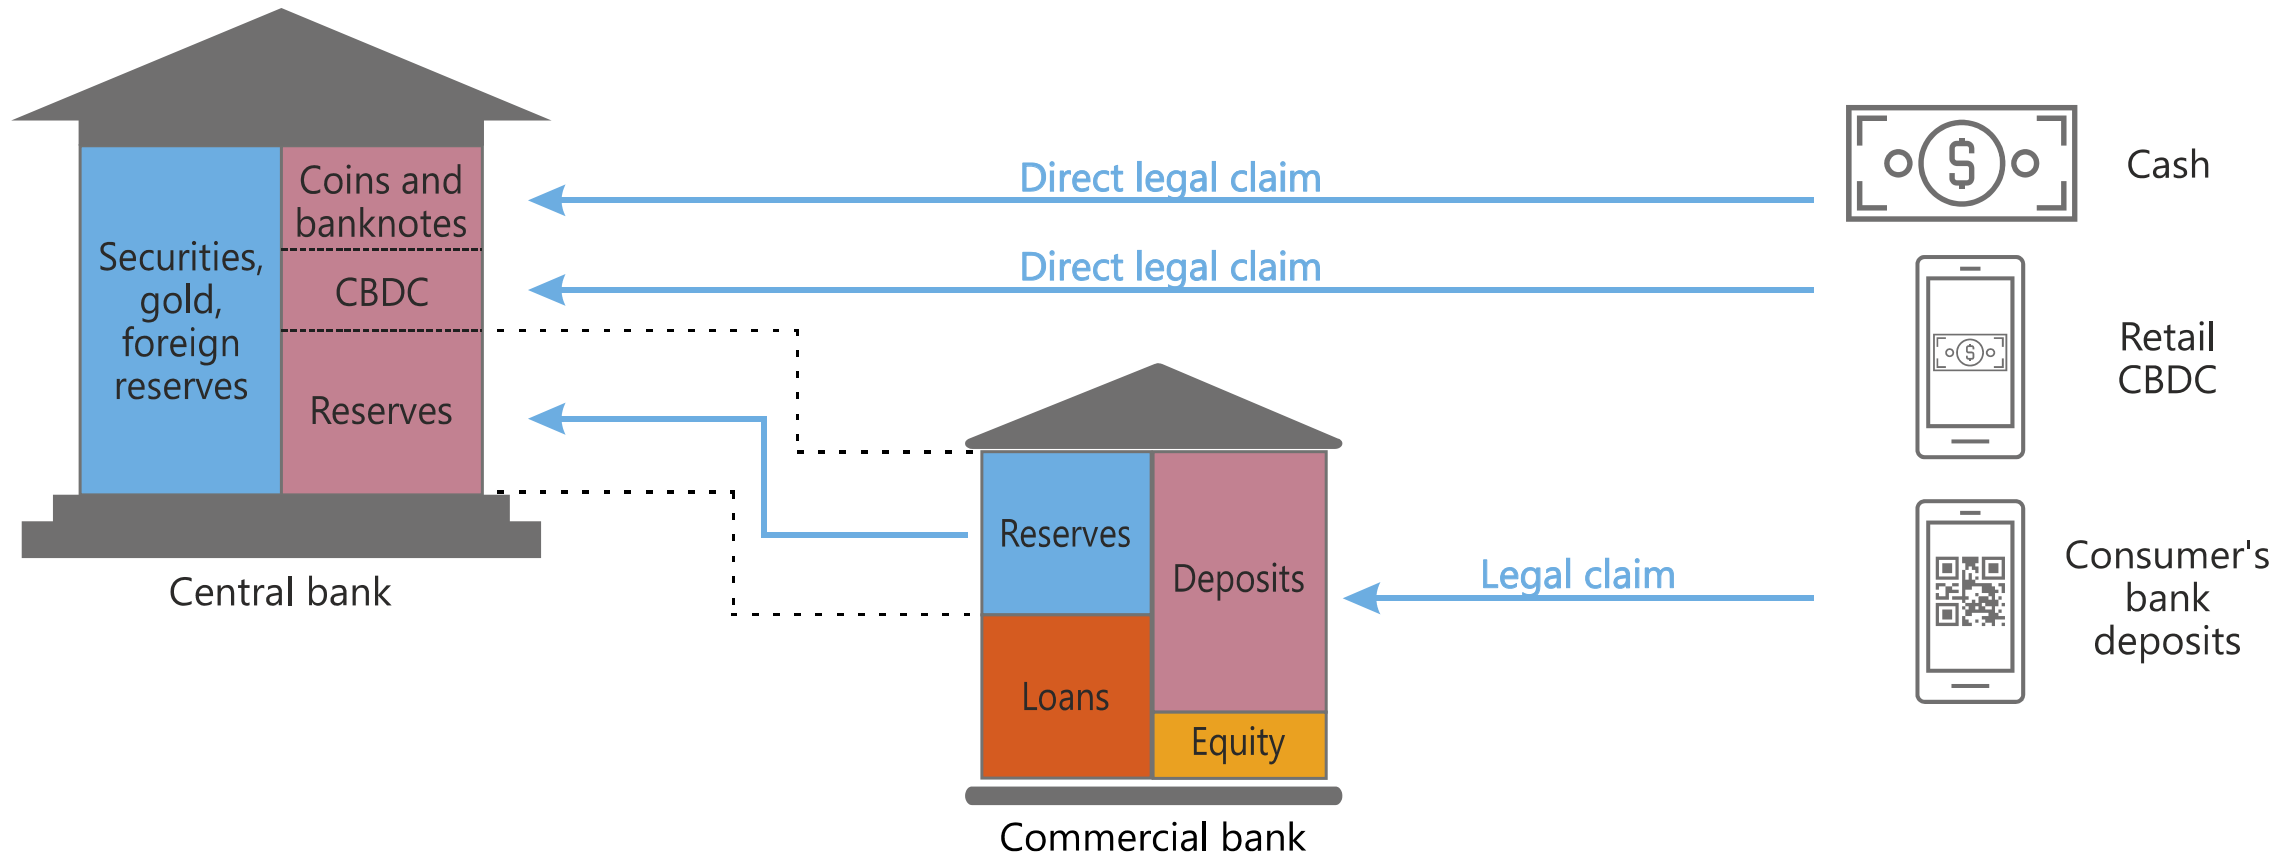 Coins and
banknotes
Securities,
gold,
foreign
reserves
CBDC
Reserves
Central bank
Direct legal claim
Direct legal claim
Reserves
Loans
Deposits
Equity
Commercial bank
Legal claim
$
Cash
$
Retail
CBDC
Consumer's
bank
deposits